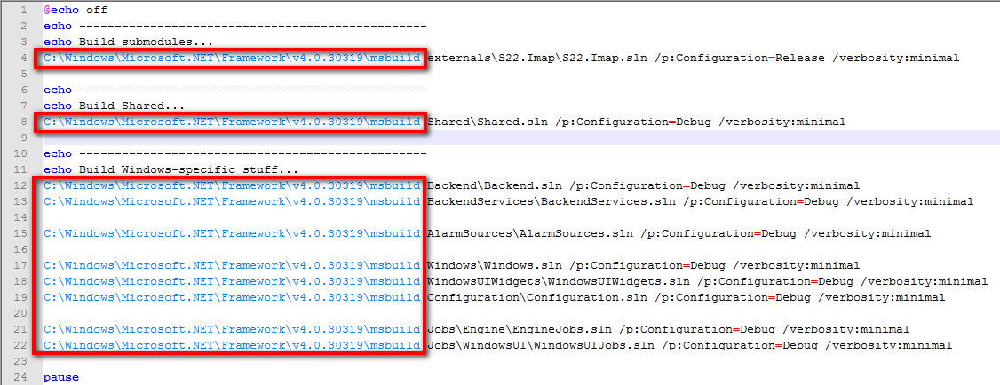 1 @echo off
2 echo -------------------------------------------------
3 echo Build submodules...
4 C:\Windows\Microsoft.NET\Framework\v4.0.30319\msbuild externals\S22.Imap\S22.Imap.sln /p:Configuration=Release /verbosity:minimal
5
6 echo -------------------------------------------------
7 echo Build Shared...
8 C:\Windows\Microsoft.NET\Framework\v4.0.30319\msbuild Shared\Shared.sln /p:Configuration=Debug /verbosity:minimal
9
10 echo -------------------------------------------------
11 echo Build Windows-specific stuff...
12 C:\Windows\Microsoft.NET\Framework\v4.0.30319\msbuild Backend\Backend.sln /p:Configuration=Debug /verbosity:minimal
13 C:\Windows\Microsoft.NET\Framework\v4.0.30319\msbuild BackendServices\BackendServices.sln /p:Configuration=Debug /verbosity:minimal
14
15 C:\Windows\Microsoft.NET\Framework\v4.0.30319\msbuild AlarmSources\AlarmSources.sln /p:Configuration=Debug /verbosity:minimal
16
17 C:\Windows\Microsoft.NET\Framework\v4.0.30319\msbuild Windows\Windows.sln /p:Configuration=Debug /verbosity:minimal
18 C:\Windows\Microsoft.NET\Framework\v4.0.30319\msbuild WindowsUIWidgets\WindowsUIWidgets.sln /p:Configuration=Debug /verbosity:minimal
19 C:\Windows\Microsoft.NET\Framework\v4.0.30319\msbuild Configuration\Configuration.sln /p:Configuration=Debug /verbosity:minimal
20
21 C:\Windows\Microsoft.NET\Framework\v4.0.30319\msbuild Jobs\Engine\EngineJobs.sln /p:Configuration=Debug /verbosity:minimal
22 C:\Windows\Microsoft.NET\Framework\v4.0.30319\msbuild Jobs\WindowsUI\WindowsUIJobs.sln /p:Configuration=Debug /verbosity:minimal
23
24 pause